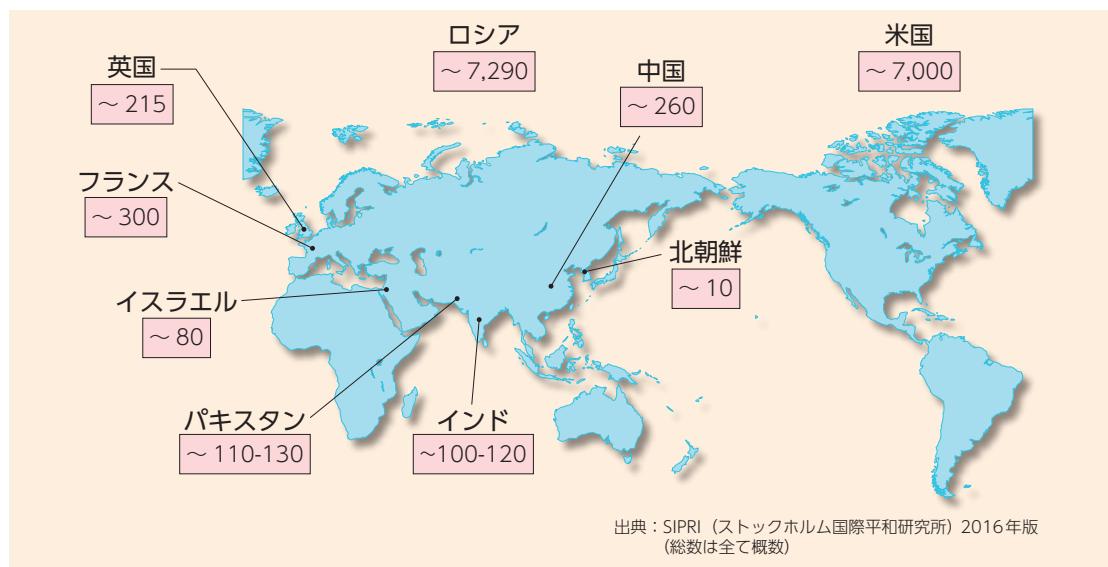 ロシア
～ 7,290
米国
～ 7,000
英国
～ 215
中国
～ 260
フランス
～ 300
北朝鮮
～ 10
イスラエル
～ 80
パキスタン
～ 110-130
インド
~100-120
出典：SIPRI（ストックホルム国際平和研究所）2016年版
（総数は全て概数）